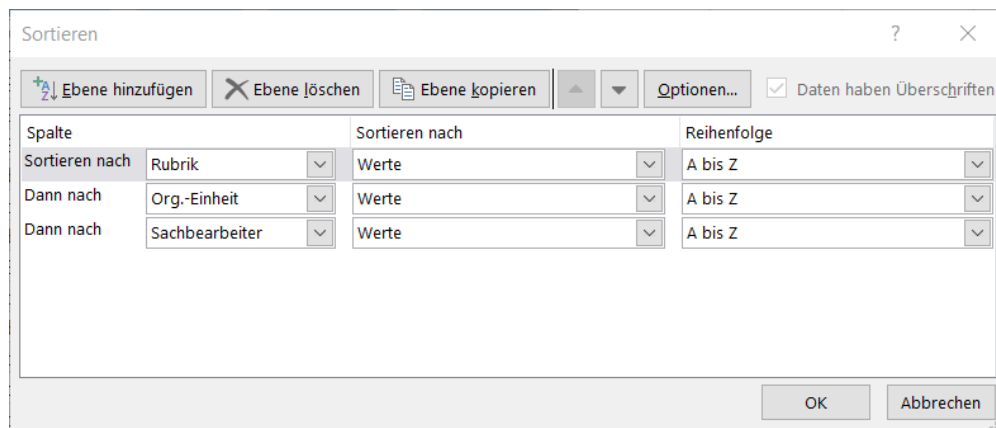 Sortieren ?
Ebene hinzufügen Ebene löschen Ebene kopieren Optionen... Daten haben Überschriften
Spalte Sortieren nach Reihenfolge
Sortieren nach Rubrik Werte A bis Z
Dann nach Org.-Einheit Werte A bis Z
Dann nach Sachbearbeiter Werte A bis Z
OK Abbrechen